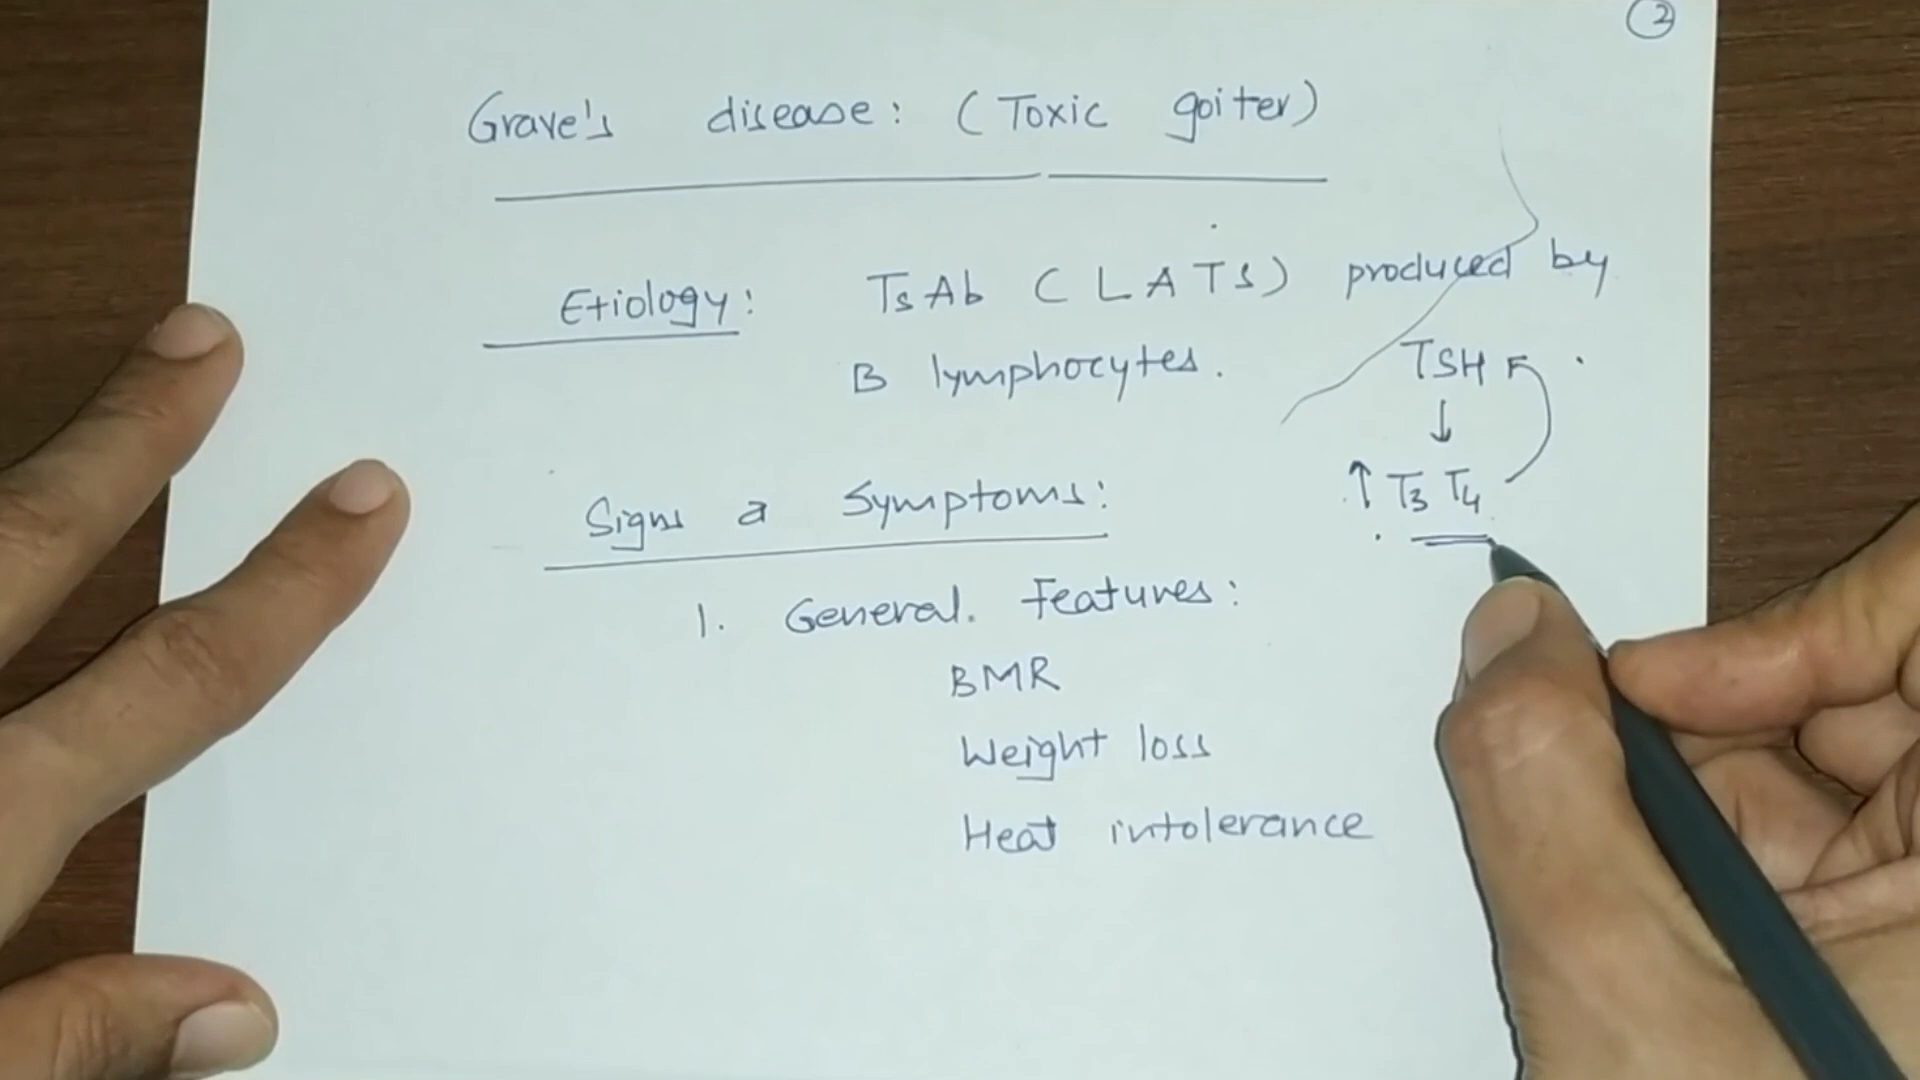 2
Grave's disease: (Toxic goiter)
Etiology: TsAb (LATS) produced by
B lymphocytes.
TSH
↓
↑ T3 T4
Signs & Symptoms:
1. General. Features:
BMR
Weight loss
Heat intolerance